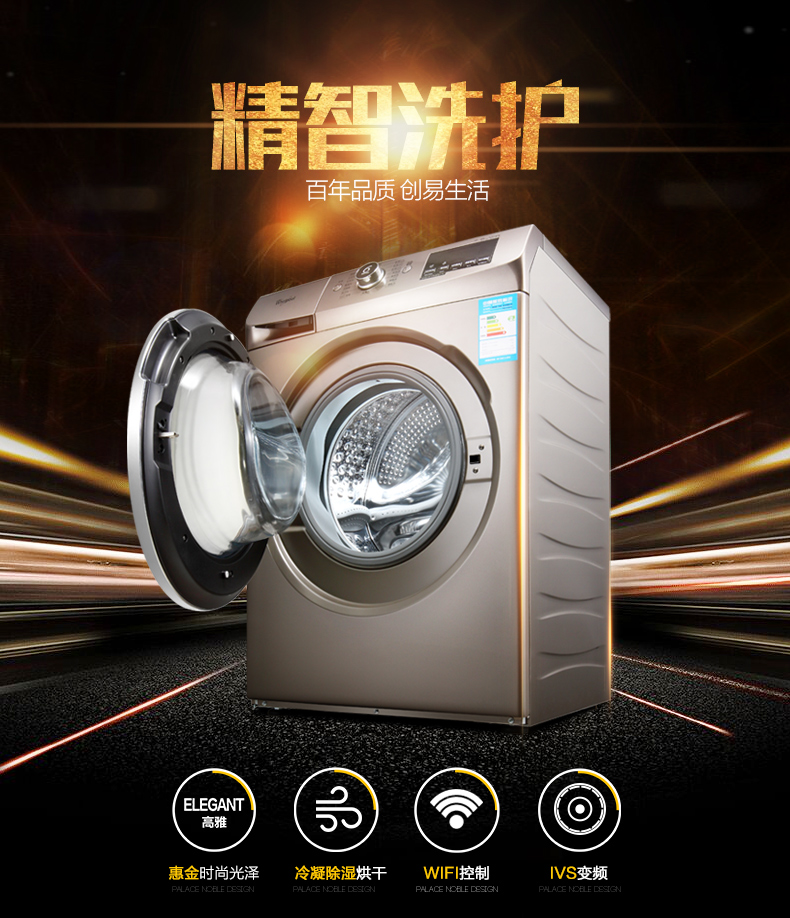 精智洗护
百年品质 创易生活
Whirlpool
ELEGANT
高雅
惠金时尚光泽
PALACE NOBLE DESIGN
冷凝除湿烘干
PALACE NOBLE DESIGN
WIFI控制
PALACE NOBLE DESIGN
IVS变频
PALACE NOBLE DESIGN